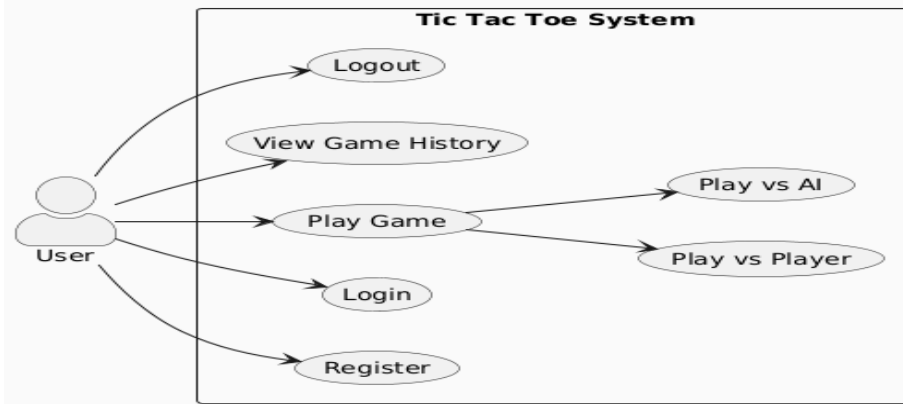 Tic Tac Toe System
Logout
View Game History
Play vs AI
Play Game
User
Play vs Player
Login
Register